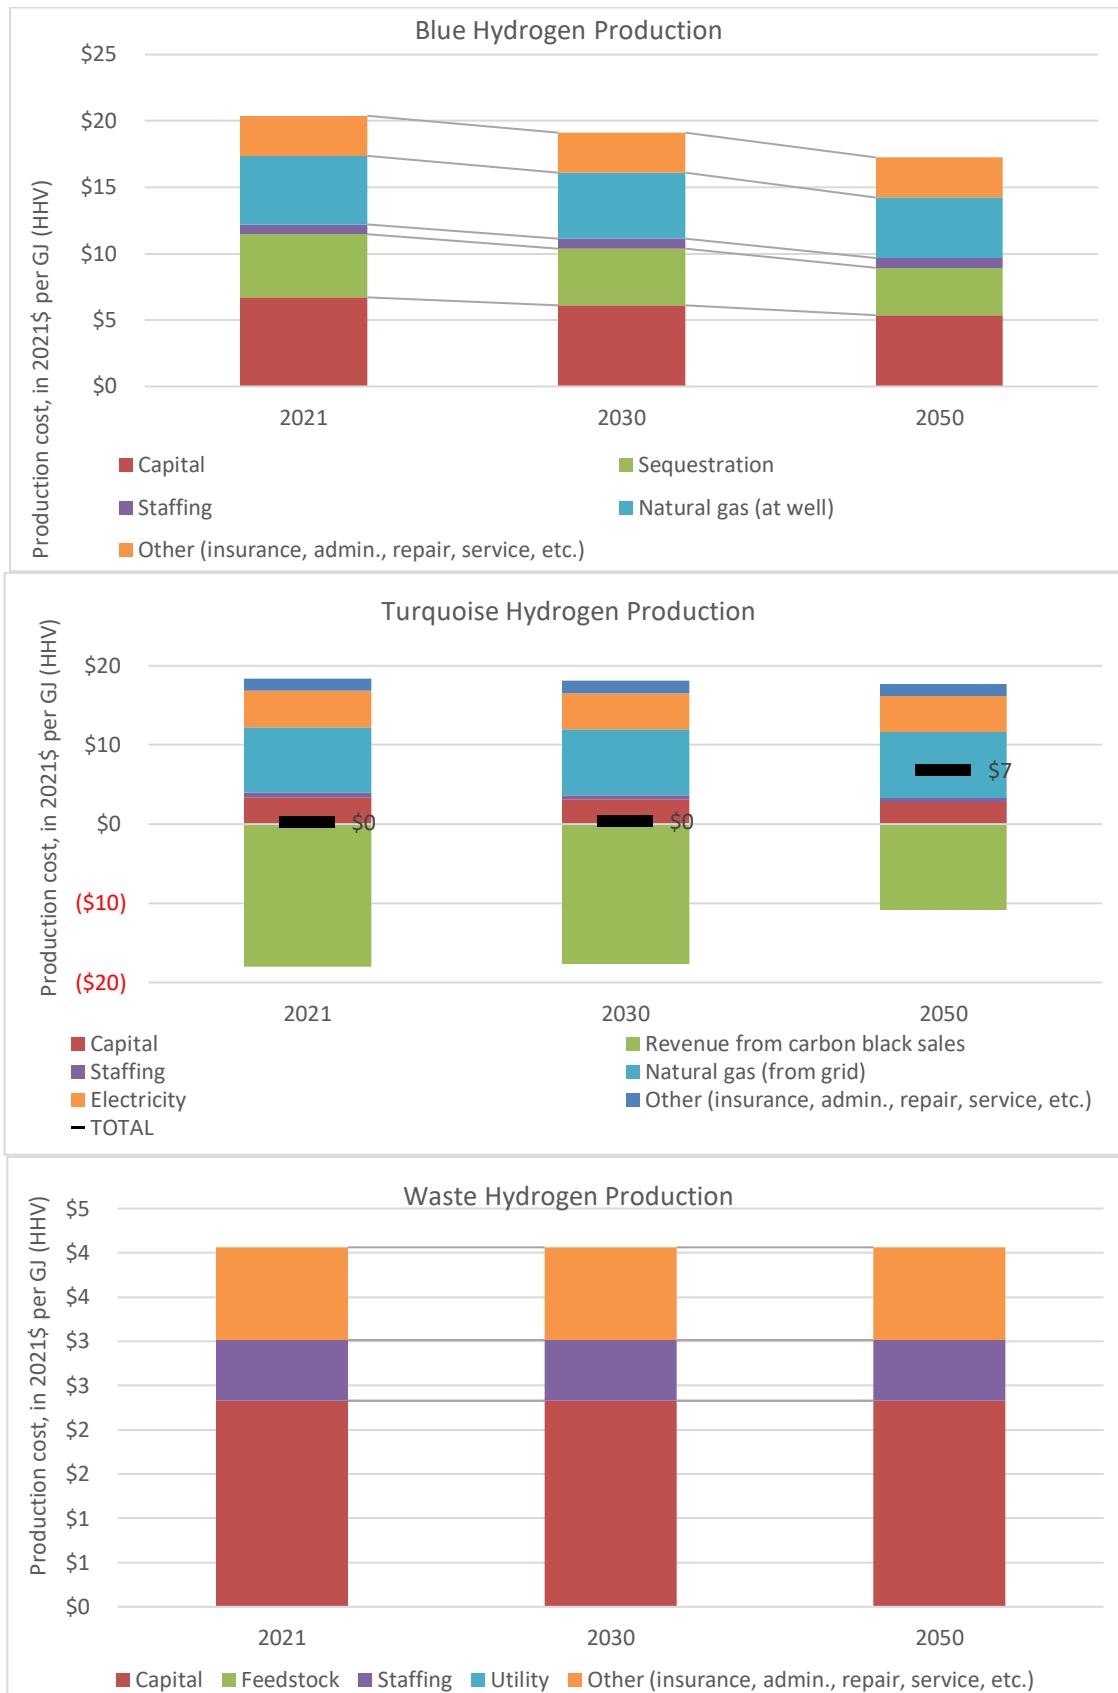 Blue Hydrogen Production
Production cost, in 2021$ per GJ (HHV)
$25
$20
$15
$10
$5
$0
2021 2030 2050
Capital Sequestration
Staffing Natural gas (at well)
Other (insurance, admin., repair, service, etc.)
Turquoise Hydrogen Production
Production cost, in 2021$ per GJ (HHV)
$20
$10
$0
($10)
($20)
$0 $0 $7
2021 2030 2050
Capital Revenue from carbon black sales
Staffing Natural gas (from grid)
Electricity Other (insurance, admin., repair, service, etc.)
TOTAL
Waste Hydrogen Production
Production cost, in 2021$ per GJ (HHV)
$5
$4
$4
$3
$3
$2
$2
$1
$1
$0
2021 2030 2050
Capital Feedstock Staffing Utility Other (insurance, admin., repair, service, etc.)